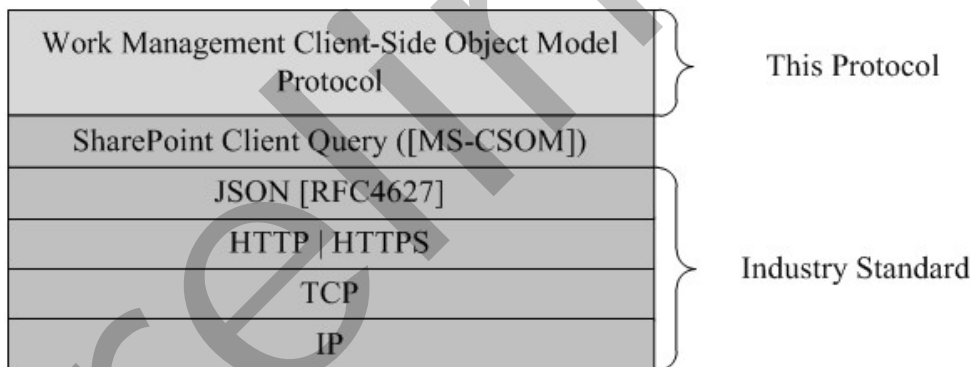 Work Management Client-Side Object Model
Protocol
This Protocol
SharePoint Client Query ([MS-CSOM])
JSON [RFC4627]
HTTP | HTTPS
TCP
IP
Industry Standard